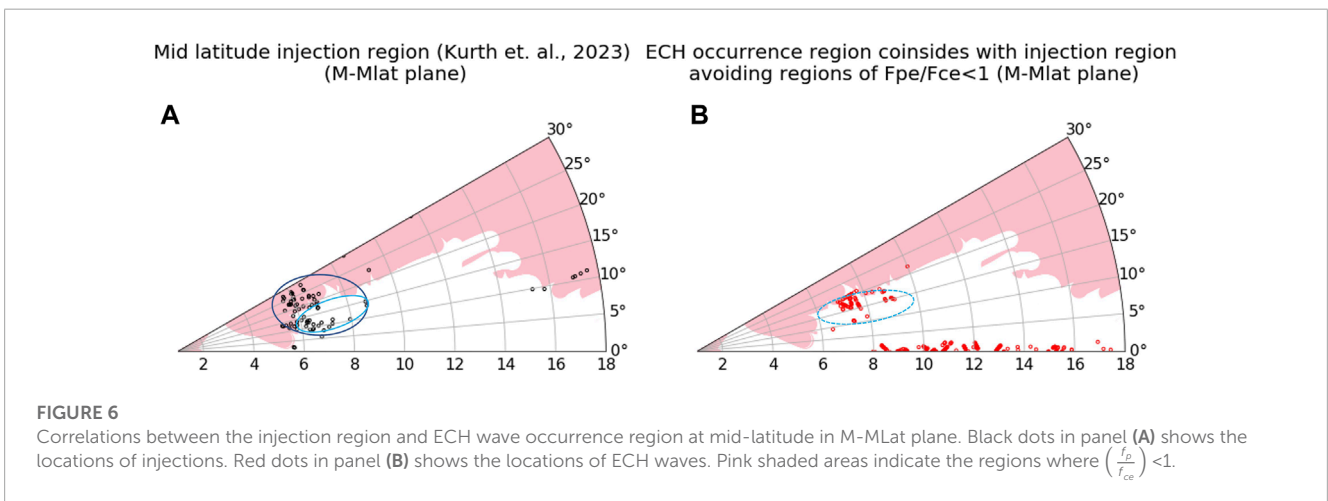 Mid latitude injection region (Kurth et. al., 2023)
(M-Mlat plane)
A
30°
25°
20°
15°
10°
5°
0°
2 4 6 8 10 12 14 16 18
ECH occurrence region coinsides with injection region
avoiding regions of Fpe/Fce<1 (M-Mlat plane)
B
30°
25°
20°
15°
10°
5°
0°
2 4 6 8 10 12 14 16 18
FIGURE 6
Correlations between the injection region and ECH wave occurrence region at mid-latitude in M-MLat plane. Black dots in panel (A) shows the
locations of injections. Red dots in panel (B) shows the locations of ECH waves. Pink shaded areas indicate the regions where (f_p/f_ce) <1.